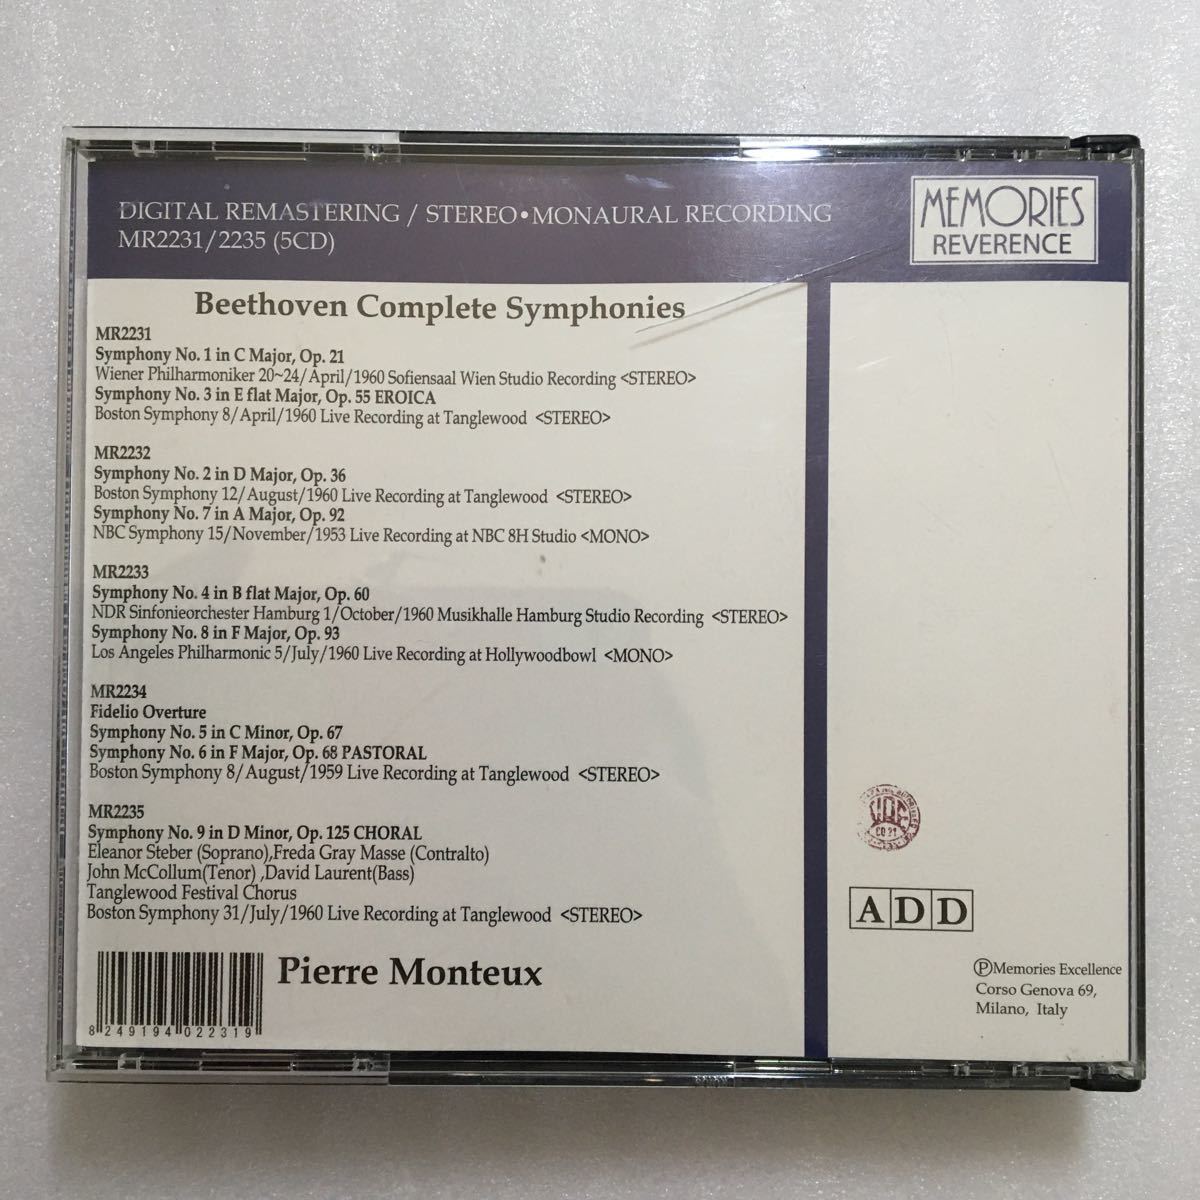 DIGITAL REMASTERING / STEREO•MONAURAL RECORDING
MR2231/2235 (5CD)
MEMORIES
REVERENCE
Beethoven Complete Symphonies
MR2231
Symphony No. 1 in C Major, Op. 21
Wiener Philharmoniker 20~24/April/1960 Sofiensaal Wien Studio Recording <STEREO>
Symphony No. 3 in E flat Major, Op. 55 EROICA
Boston Symphony 8/April/1960 Live Recording at Tanglewood <STEREO>
MR2232
Symphony No. 2 in D Major, Op. 36
Boston Symphony 12/August/1960 Live Recording at Tanglewood <STEREO>
Symphony No. 7 in A Major, Op. 92
NBC Symphony 15/November/1953 Live Recording at NBC 8H Studio <MONO>
MR2233
Symphony No. 4 in B flat Major, Op. 60
NDR Sinfonieorchester Hamburg 1/October/1960 Musikhalle Hamburg Studio Recording <STEREO>
Symphony No. 8 in F Major, Op. 93
Los Angeles Philharmonic 5/July/1960 Live Recording at Hollywoodbowl <MONO>
MR2234
Fidelio Overture
Symphony No. 5 in C Minor, Op. 67
Symphony No. 6 in F Major, Op. 68 PASTORAL
Boston Symphony 8/August/1959 Live Recording at Tanglewood <STEREO>
MR2235
Symphony No. 9 in D Minor, Op. 125 CHORAL
Eleanor Steber (Soprano),Freda Gray Masse (Contralto)
John McCollum(Tenor) ,David Laurent(Bass)
Tanglewood Festival Chorus
Boston Symphony 31/July/1960 Live Recording at Tanglewood <STEREO>
Pierre Monteux
8 249194 022319
ADD
ⓟMemories Excellence
Corso Genova 69,
Milano, Italy